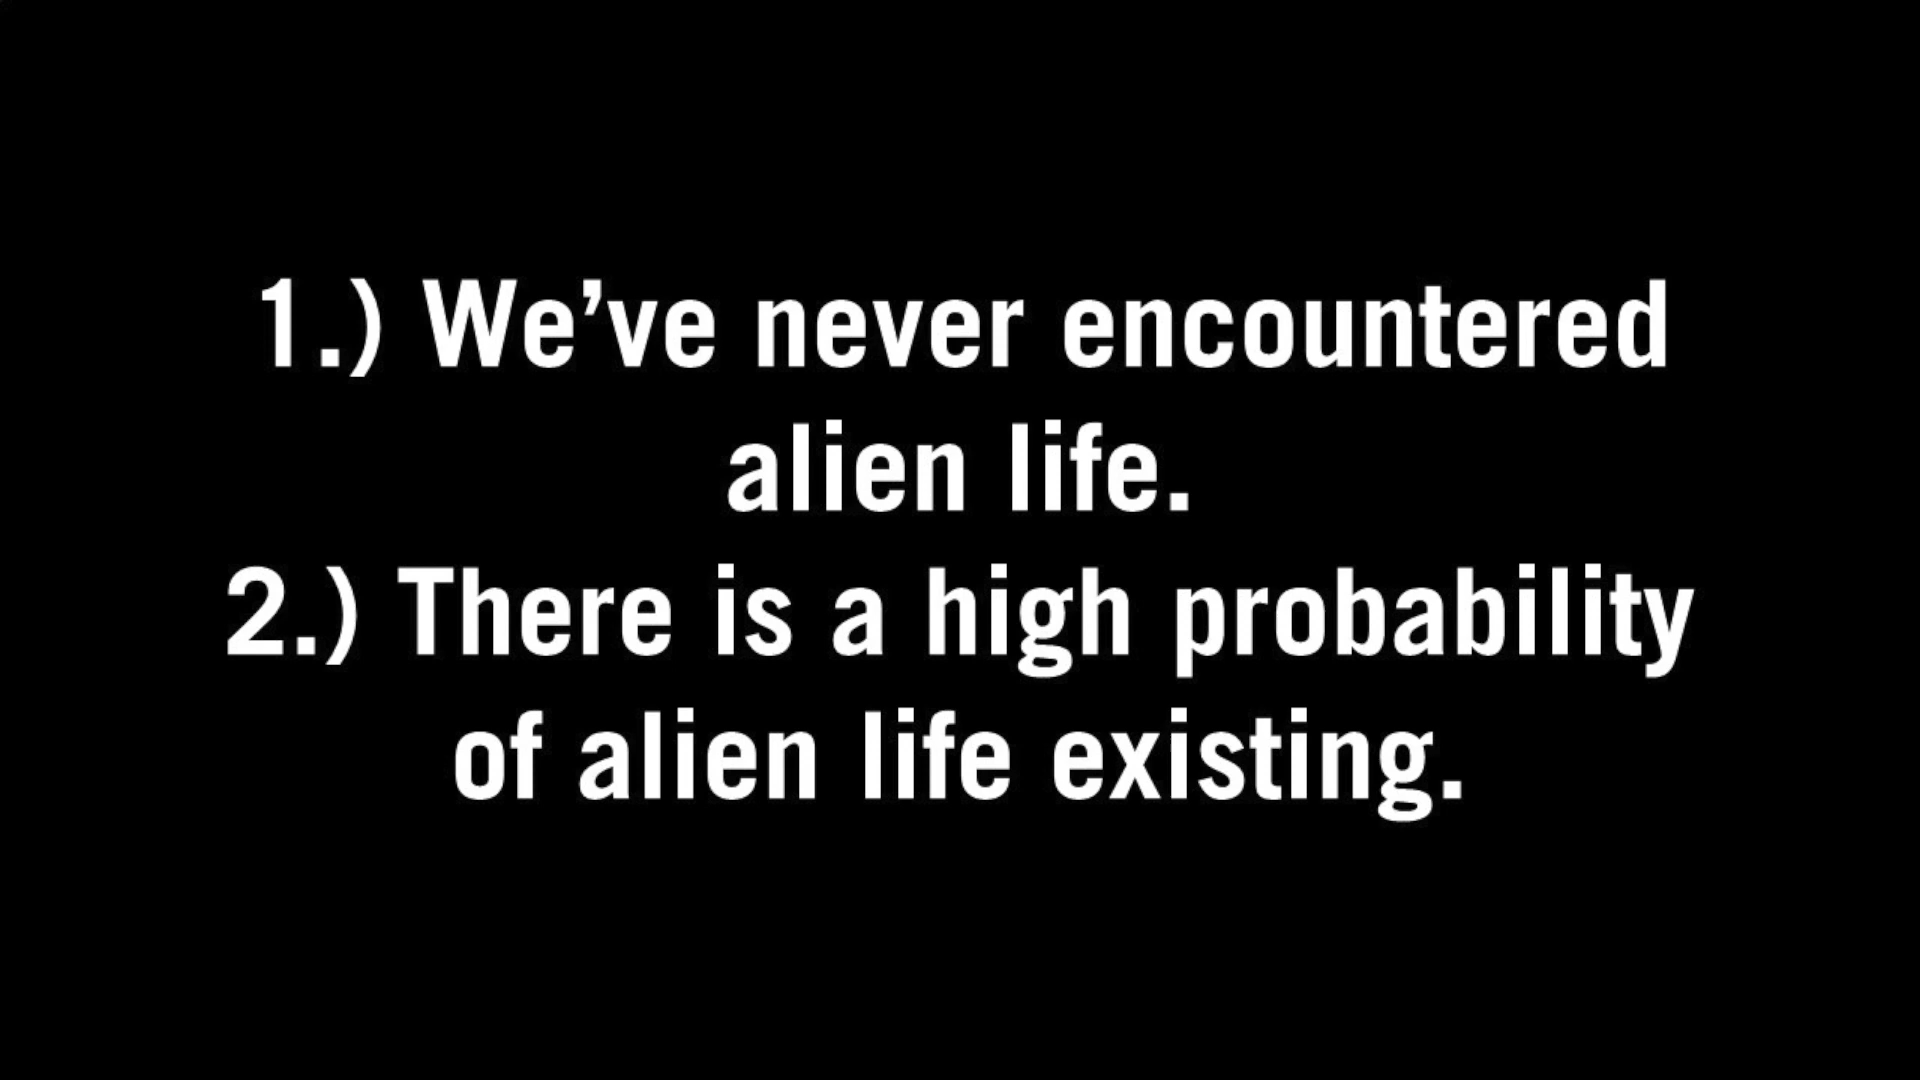 1.) We’ve never encountered
alien life.
2.) There is a high probability
of alien life existing.